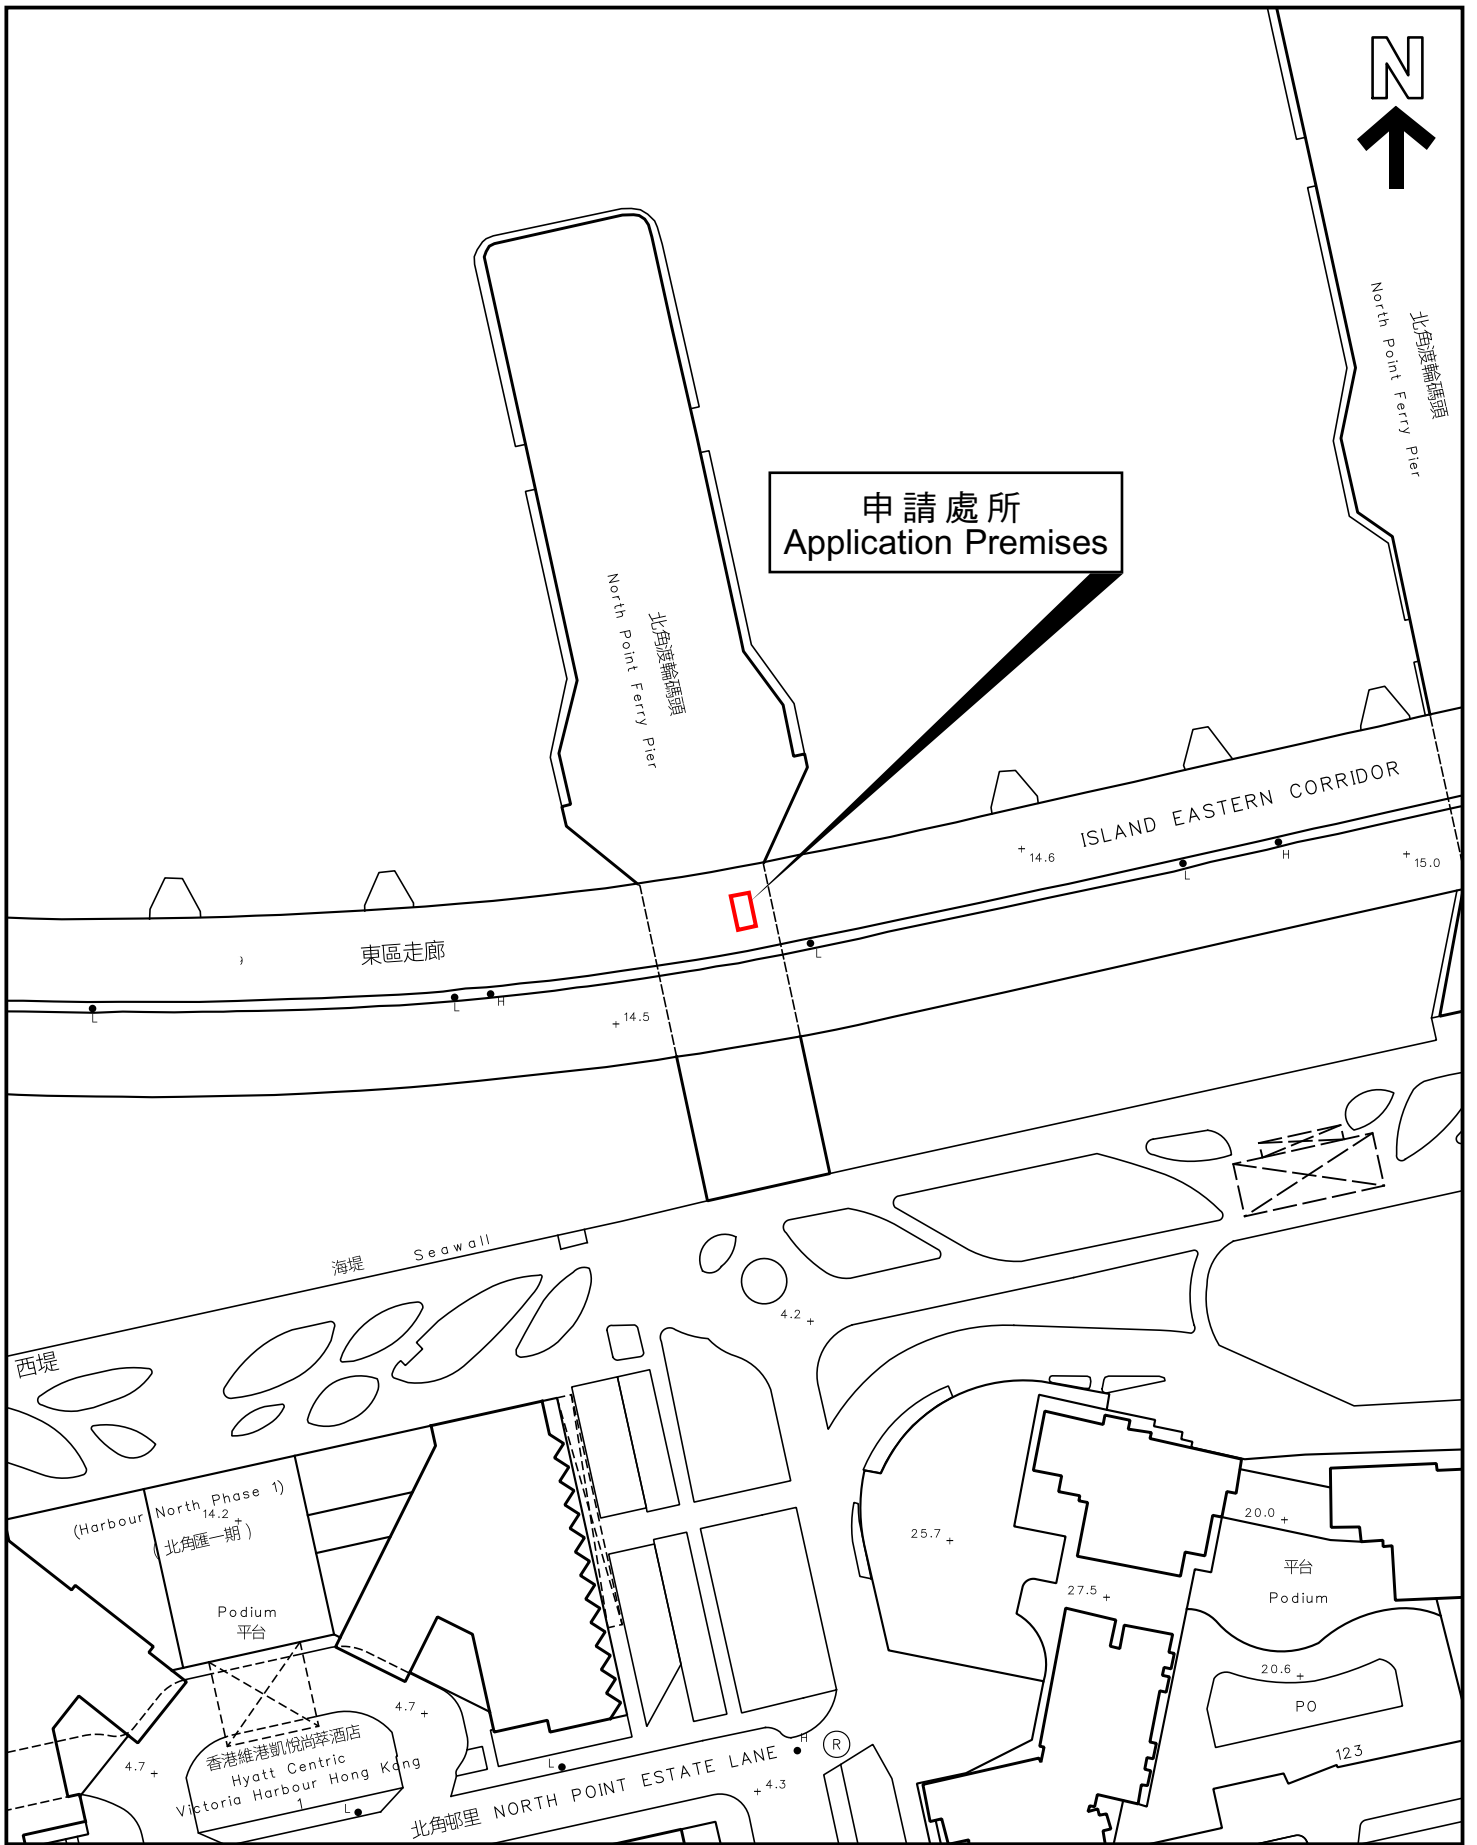 N
北角渡輪碼頭
North Point Ferry Pier
申請處所
Application Premises
北角渡輪碼頭
North Point Ferry Pier
ISLAND EASTERN CORRIDOR
14.6
15.0
H
L
東區走廊
L
L
H
L
14.5
海堤
Seawall
4.2
西堤
(Harbour North Phase 1)
14.2
(北角匯一期)
20.0
25.7
平台
Podium
27.5
Podium
平台
20.6
PO
4.7
4.7
香港維港凱悅尚萃酒店
Hyatt Centric
Victoria Harbour Hong Kong
1
L
L
H
R
123
4.3
北角邨里 NORTH POINT ESTATE LANE